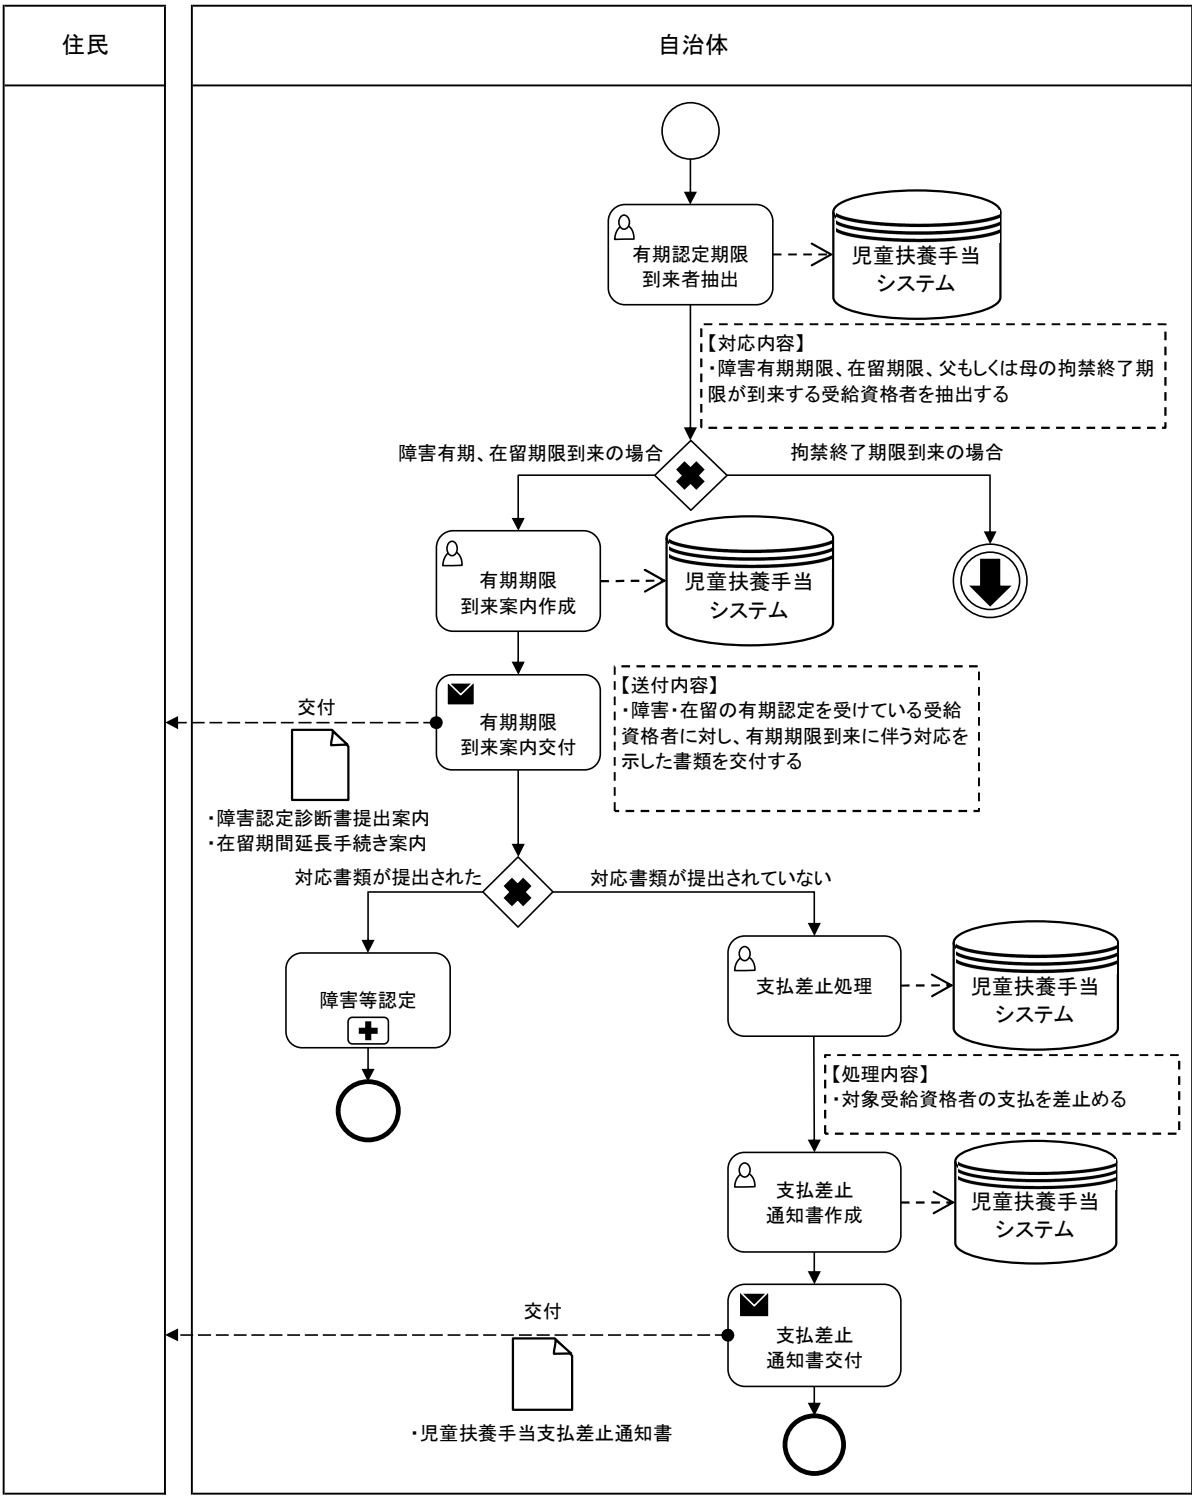 住民
自治体
有期認定期限
到来者抽出
児童扶養手当
システム
【対応内容】
・障害有期期限、在留期限、父もしくは母の拘禁終了期
限が到来する受給資格者を抽出する
障害有期、在留期限到来の場合
拘禁終了期限到来の場合
有期期限
到来案内作成
児童扶養手当
システム
【送付内容】
・障害・在留の有期認定を受けている受給
資格者に対し、有期期限到来に伴う対応を
示した書類を交付する
交付
有期期限
到来案内交付
・障害認定診断書提出案内
・在留期間延長手続き案内
対応書類が提出された
対応書類が提出されていない
障害等認定
支払差止処理
児童扶養手当
システム
【処理内容】
・対象受給資格者の支払を差止める
支払差止
通知書作成
児童扶養手当
システム
交付
支払差止
通知書交付
・児童扶養手当支払差止通知書